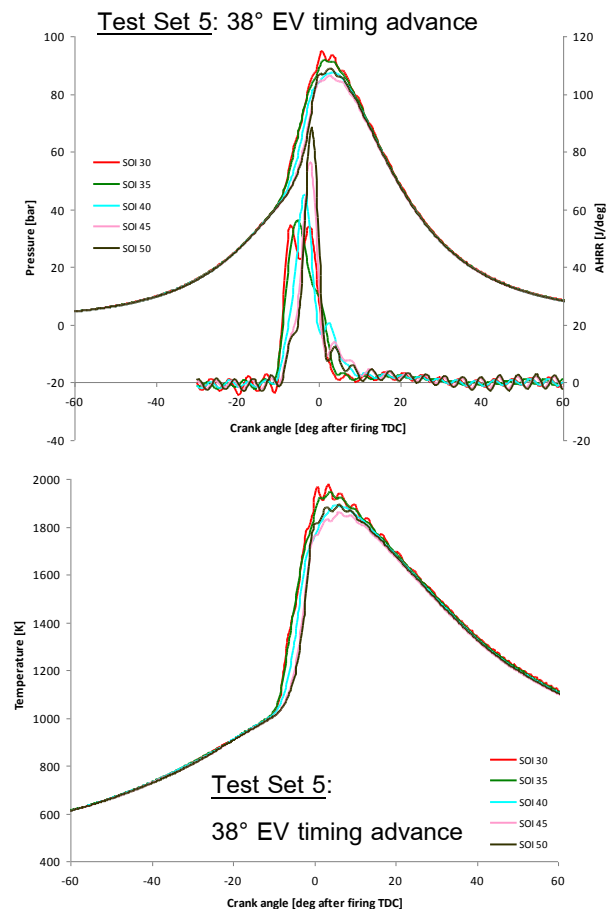 Test Set 5: 38° EV timing advance
100
80
60
40
20
0
-20
-40
120
100
80
60
40
20
0
-20
Pressure [bar]
AHRR [J/deg]
SOI 30
SOI 35
SOI 40
SOI 45
SOI 50
-60 -40 -20 0 20 40 60
Crank angle [deg after firing TDC]
2000
1800
1600
1400
1200
1000
800
600
400
Temperature [K]
Test Set 5:
38° EV timing advance
SOI 30
SOI 35
SOI 40
SOI 45
SOI 50
-60 -40 -20 0 20 40 60
Crank angle [deg after firing TDC]